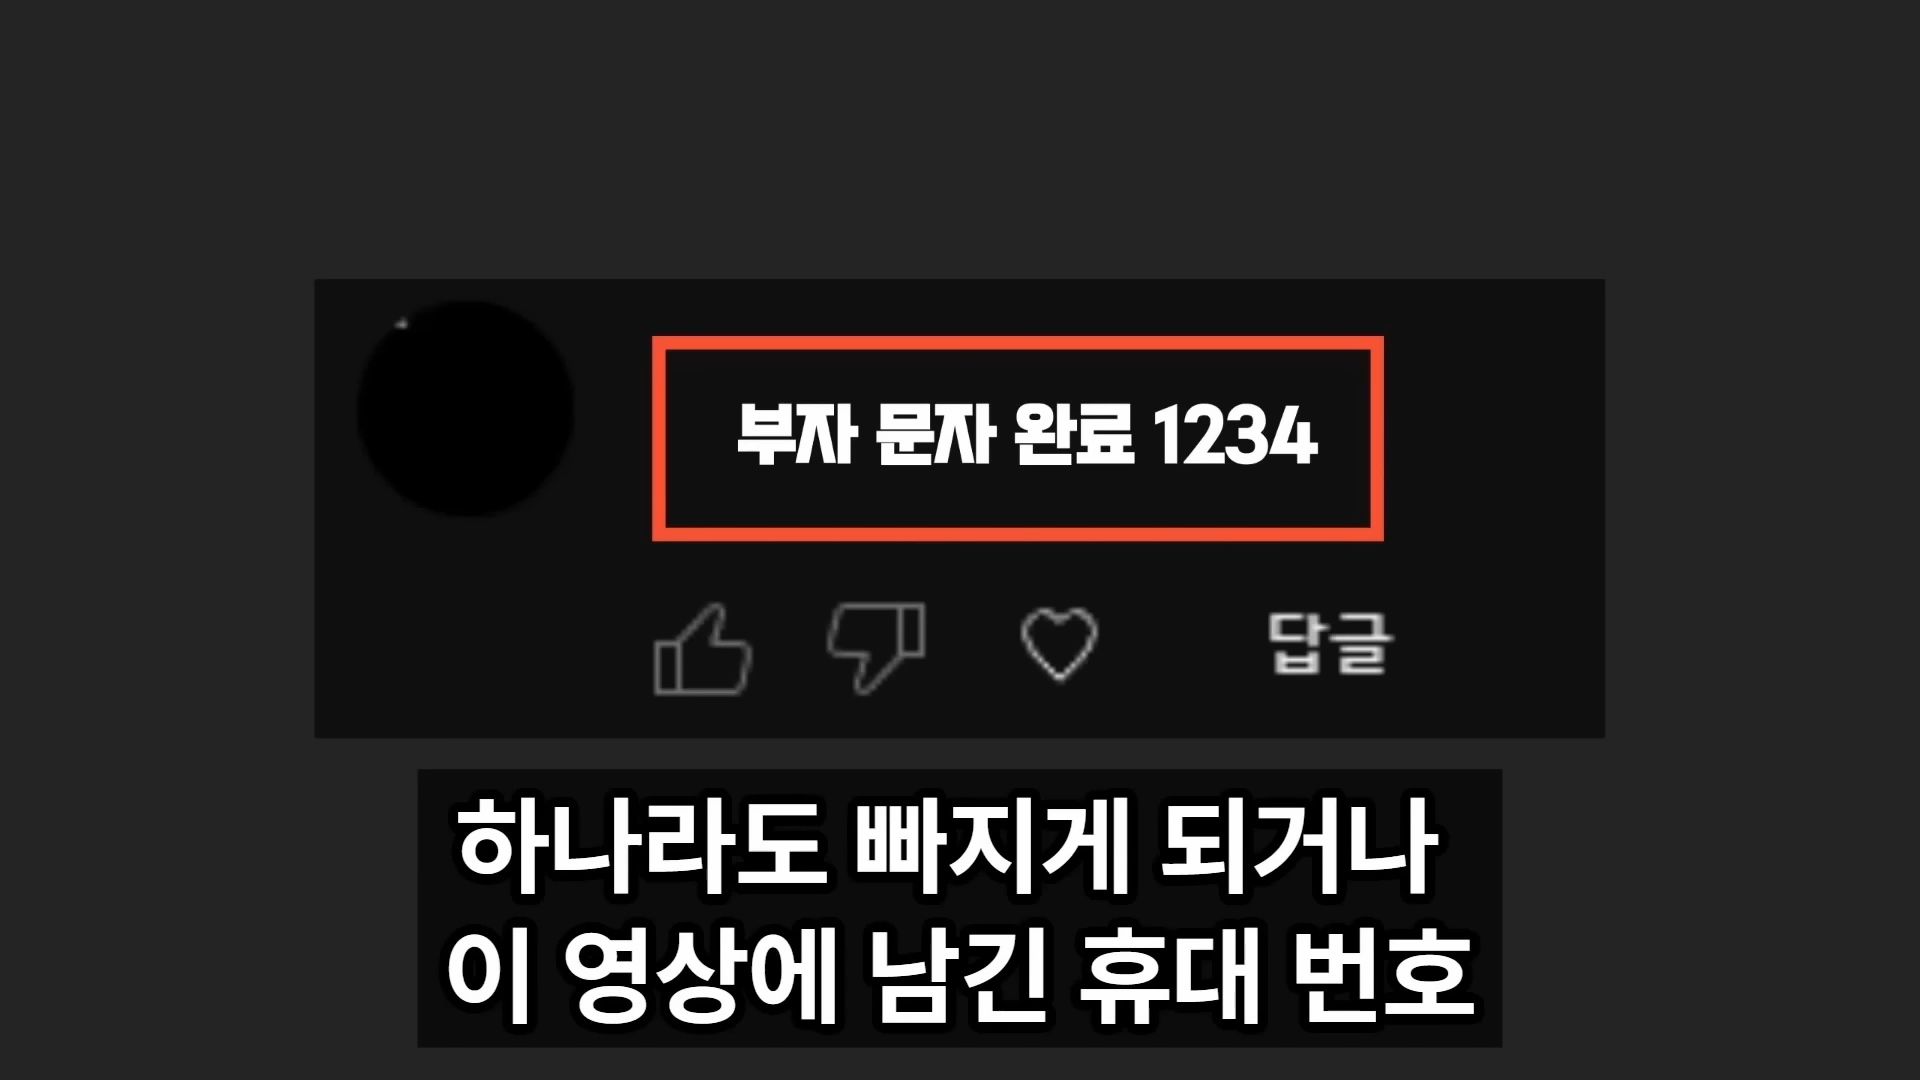 부자 문자 완료 1234
답글
하나라도 빠지게 되거나
이 영상에 남긴 휴대 번호